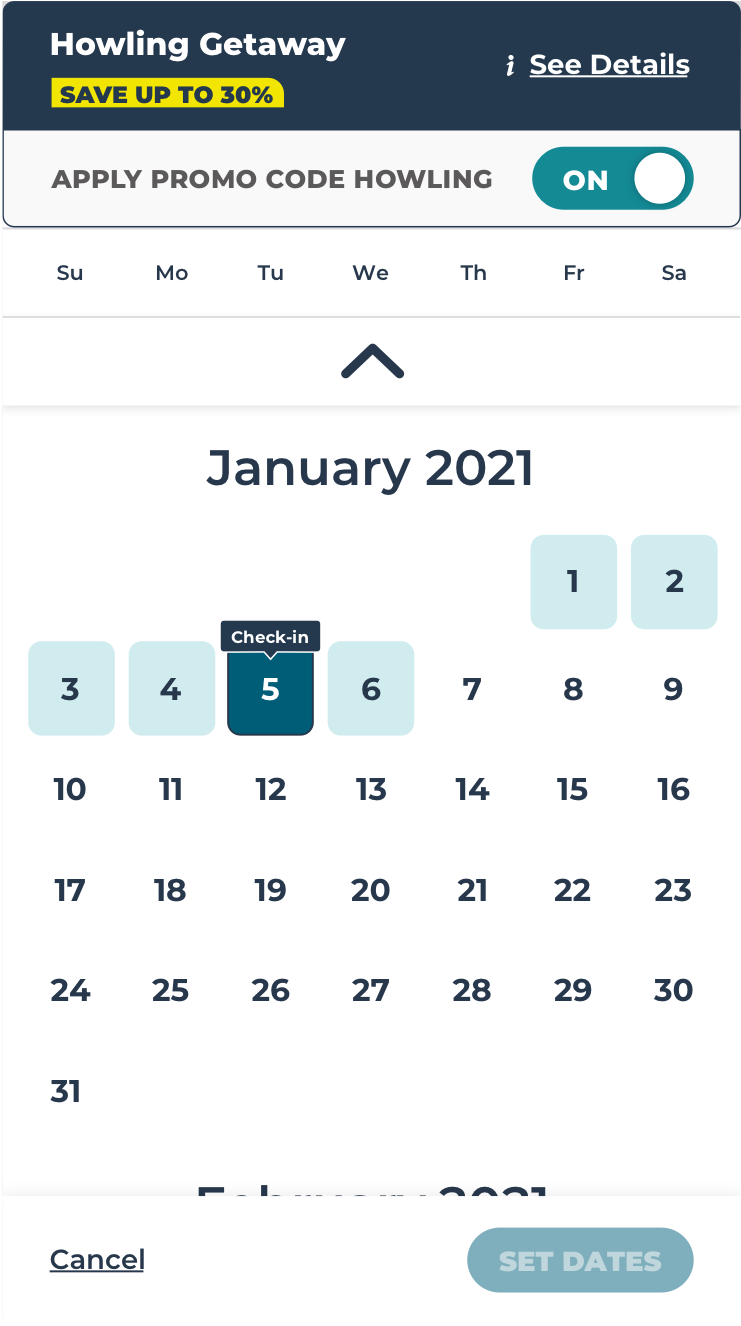 Howling Getaway
SAVE UP TO 30%
i See Details
APPLY PROMO CODE HOWLING
ON
Su Mo Tu We Th Fr Sa
January 2021
1 2
Check-in
3 4 5 6 7 8 9
10 11 12 13 14 15 16
17 18 19 20 21 22 23
24 25 26 27 28 29 30
31
February 2021
Cancel
SET DATES